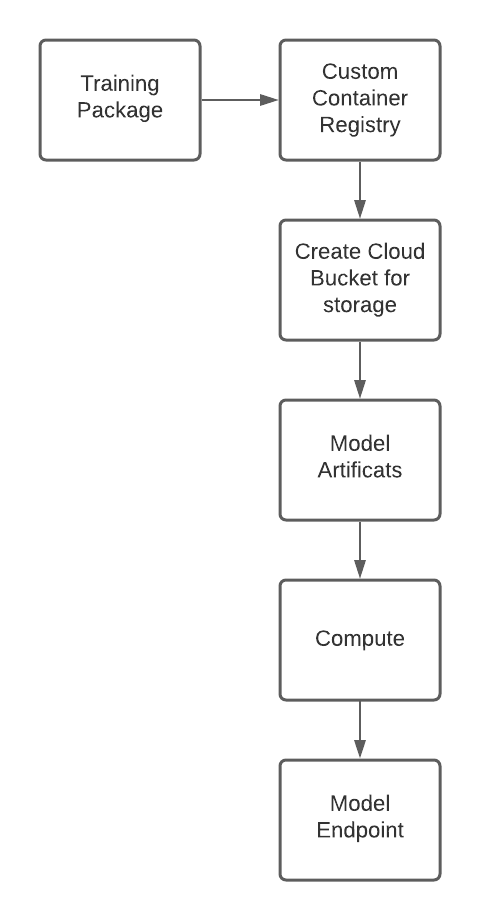 Training
Package
Custom
Container
Registry
Create Cloud
Bucket for
storage
Model
Artificats
Compute
Model
Endpoint